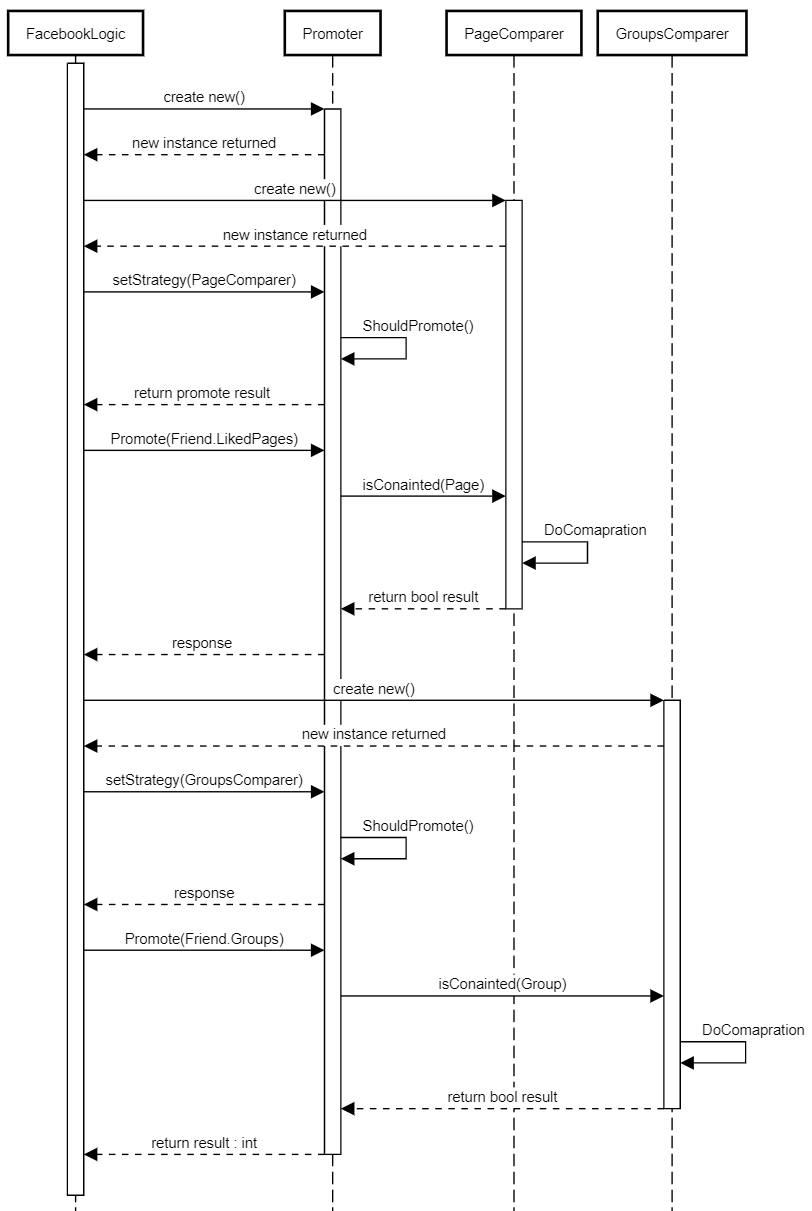 FacebookLogic
Promoter
PageComparer
GroupsComparer
create new()
new instance returned
create new()
new instance returned
setStrategy(PageComparer)
ShouldPromote()
return promote result
Promote(Friend.LikedPages)
isConainted(Page)
DoComapration
return bool result
response
create new()
new instance returned
setStrategy(GroupsComparer)
ShouldPromote()
response
Promote(Friend.Groups)
isConainted(Group)
DoComapration
return bool result
return result : int